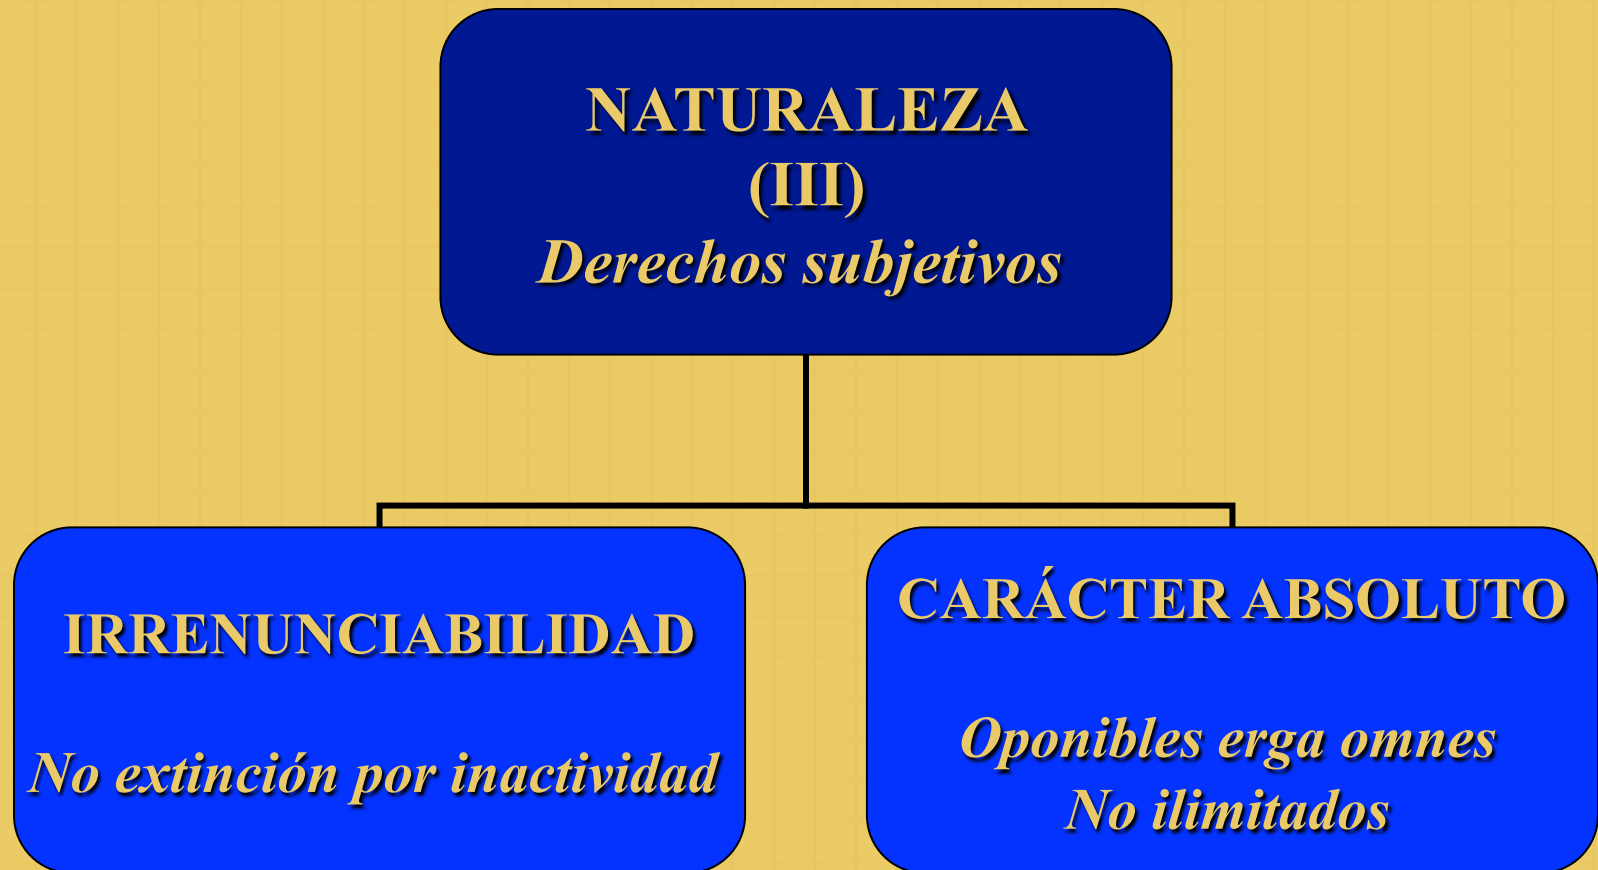 NATURALEZA
(III)
Derechos subjetivos
IRRENUNCIABILIDAD
No extinción por inactividad
CARÁCTER ABSOLUTO
Oponibles erga omnes
No ilimitados